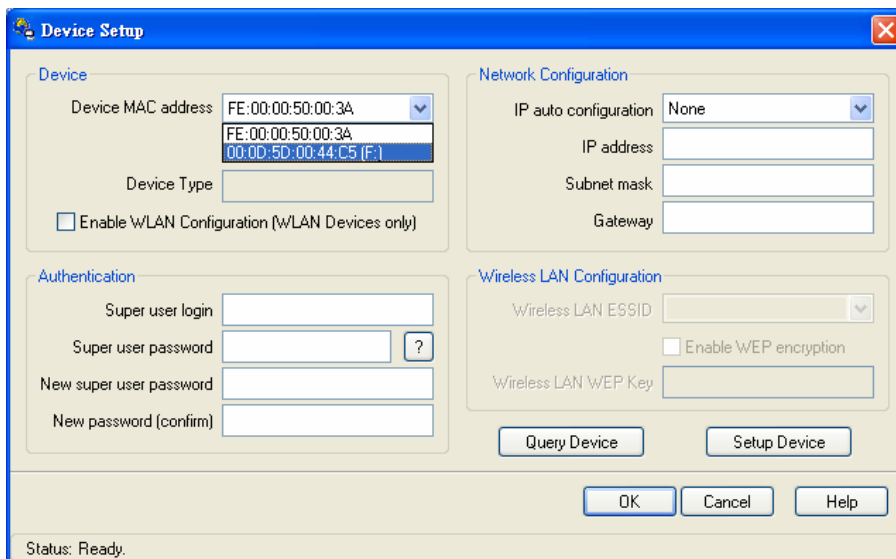 Device Setup
Device
Device MAC address
FE:00:00:50:00:3A
FE:00:00:50:00:3A
00:0D:5D:00:44:C5 (F:)
Device Type
Enable WLAN Configuration (WLAN Devices only)
Network Configuration
IP auto configuration
None
IP address
Subnet mask
Gateway
Authentication
Super user login
Super user password
?
New super user password
New password (confirm)
Wireless LAN Configuration
Wireless LAN ESSID
Enable WEP encryption
Wireless LAN WEP Key
Query Device
Setup Device
OK
Cancel
Help
Status: Ready.